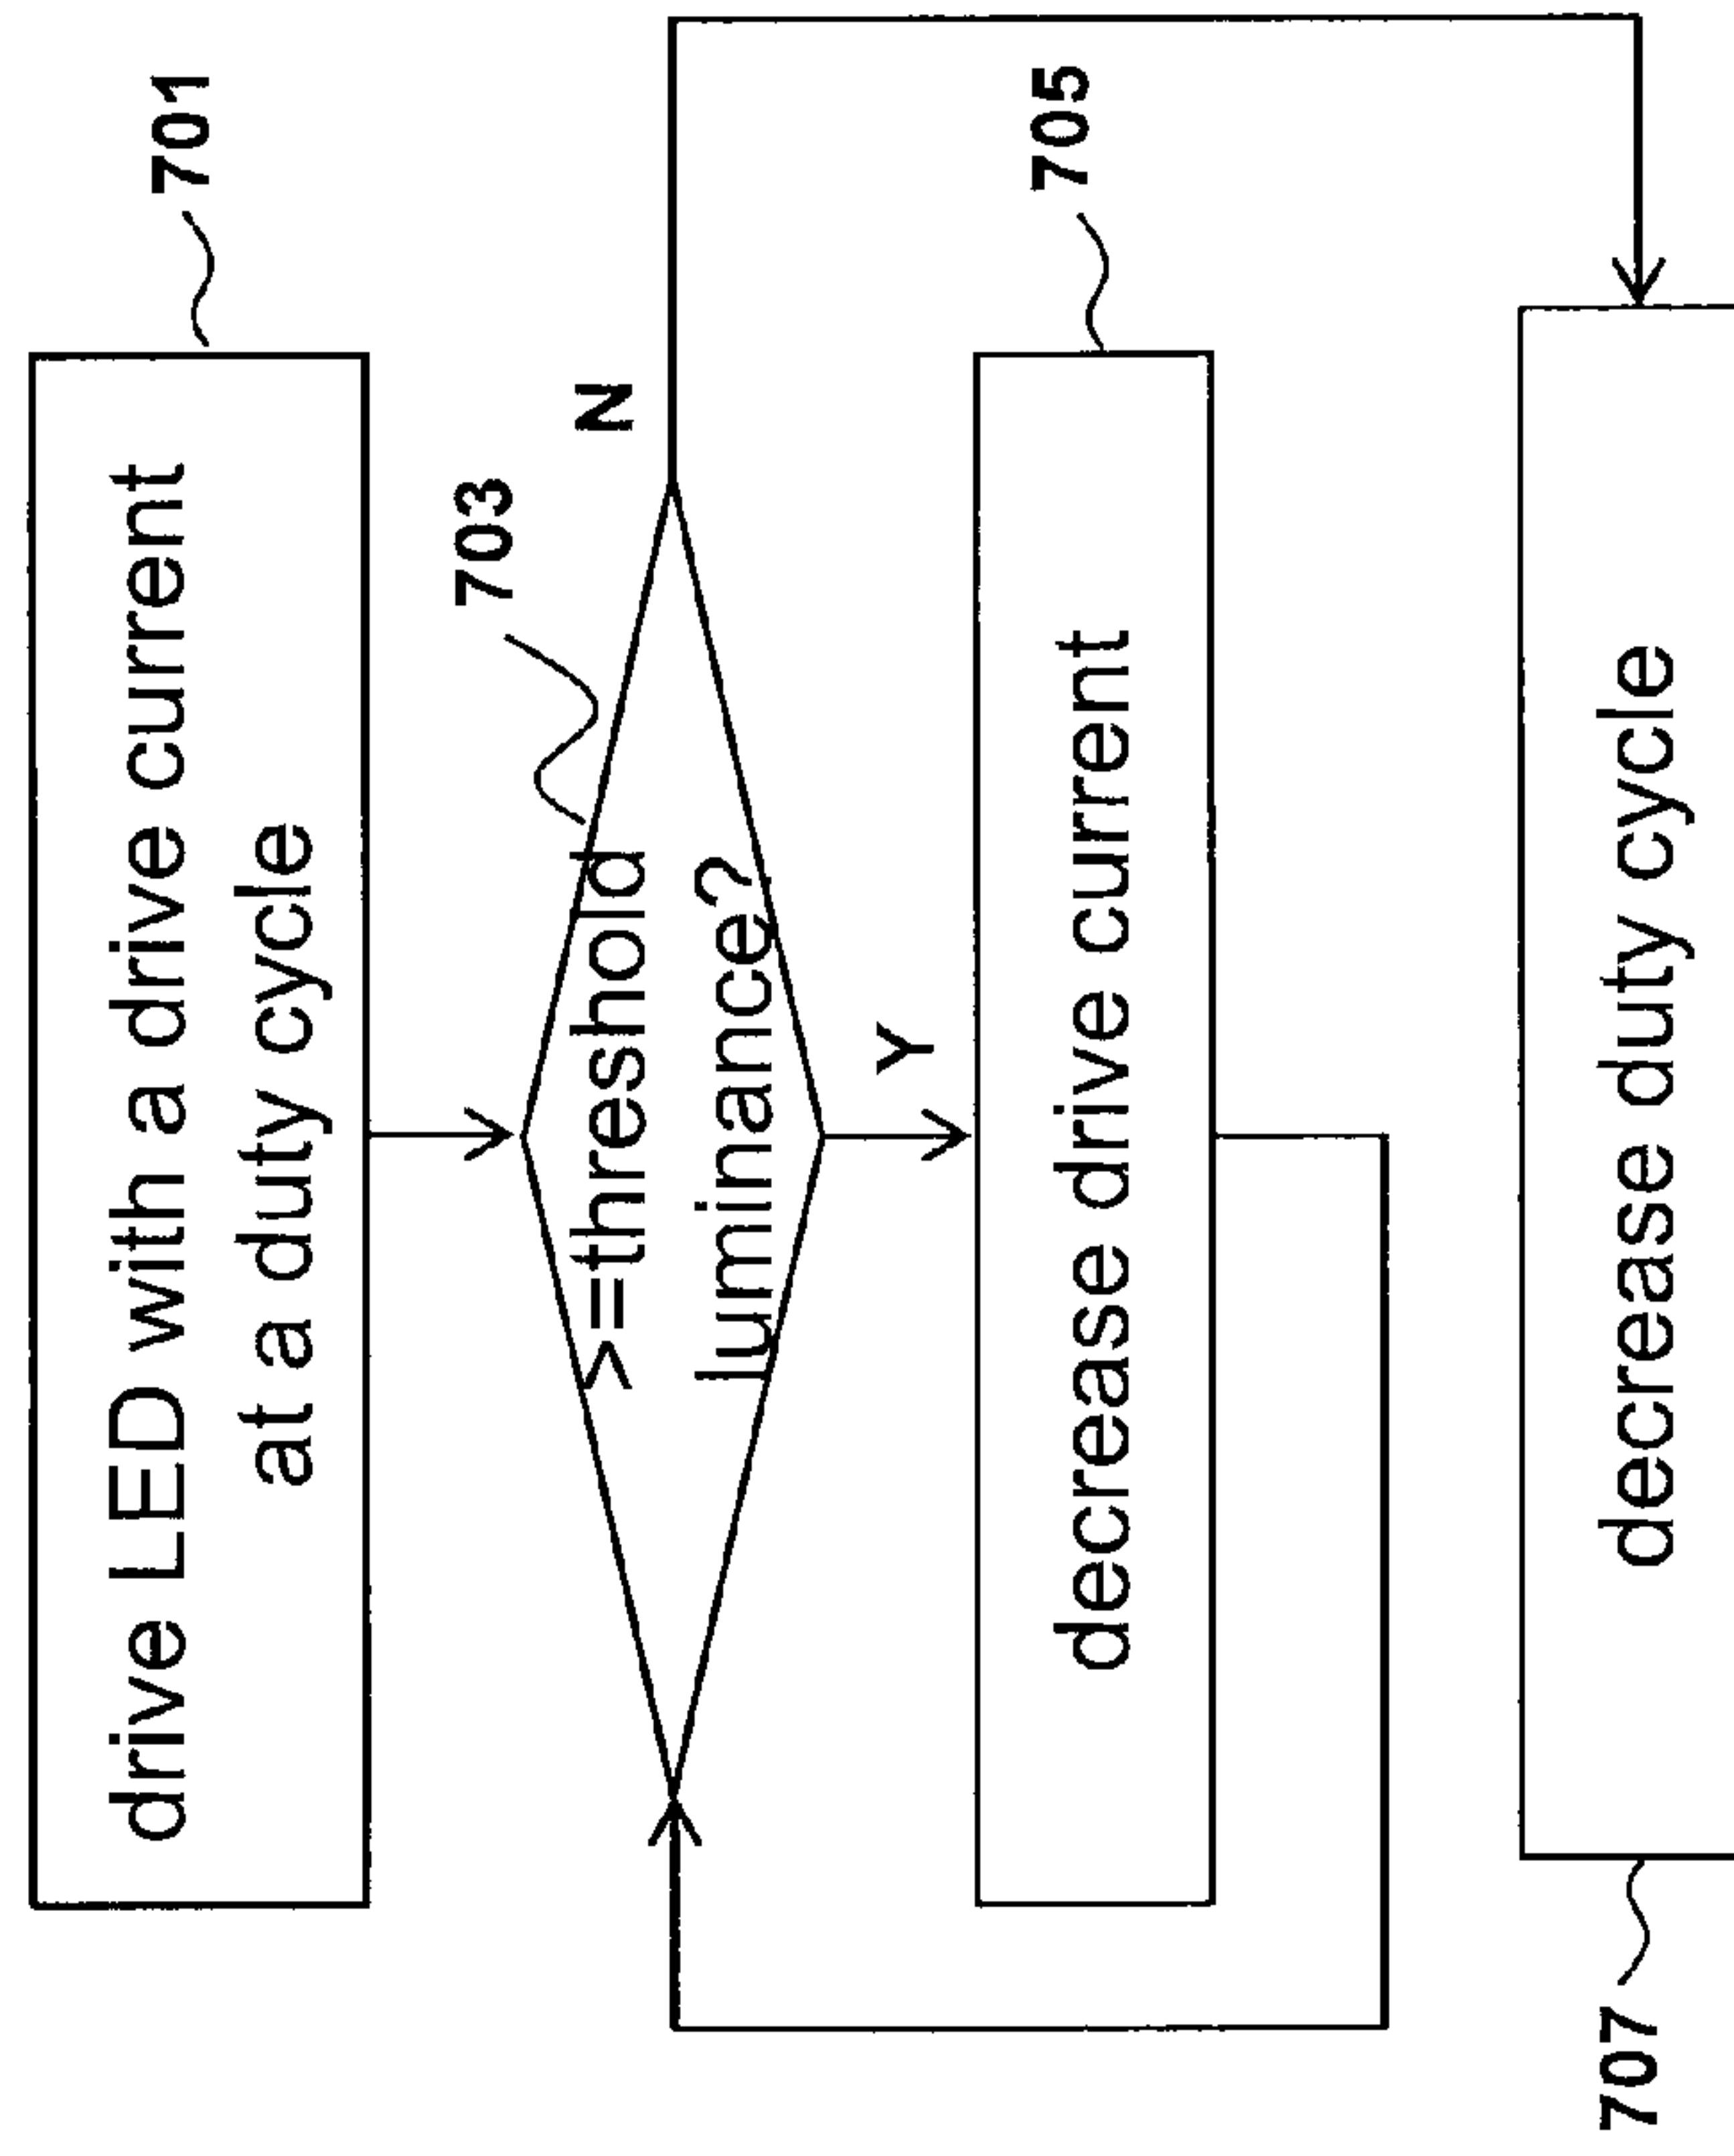 drive LED with a drive current
at a duty cycle
701
703
>=threshold
luminance?
N
Y
decrease drive current
705
decrease duty cycle
707